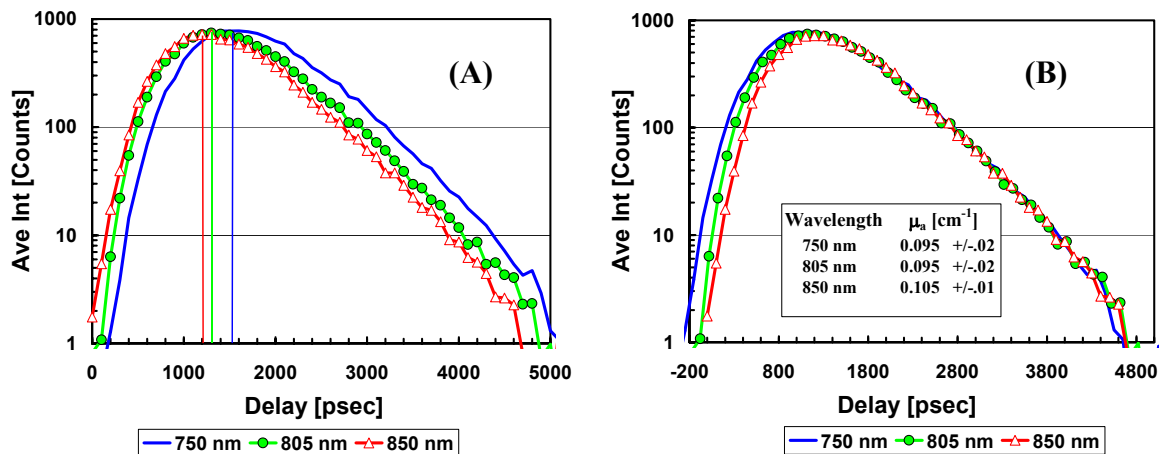 1000
100
10
1
Ave Int [Counts]
(A)
0 1000 2000 3000 4000 5000
Delay [psec]
750 nm 805 nm 850 nm
1000
100
10
1
Ave Int [Counts]
(B)
Wavelength μa [cm-1]
750 nm 0.095 +/-.02
805 nm 0.095 +/-.02
850 nm 0.105 +/-.01
-200 800 1800 2800 3800 4800
Delay [psec]
750 nm 805 nm 850 nm